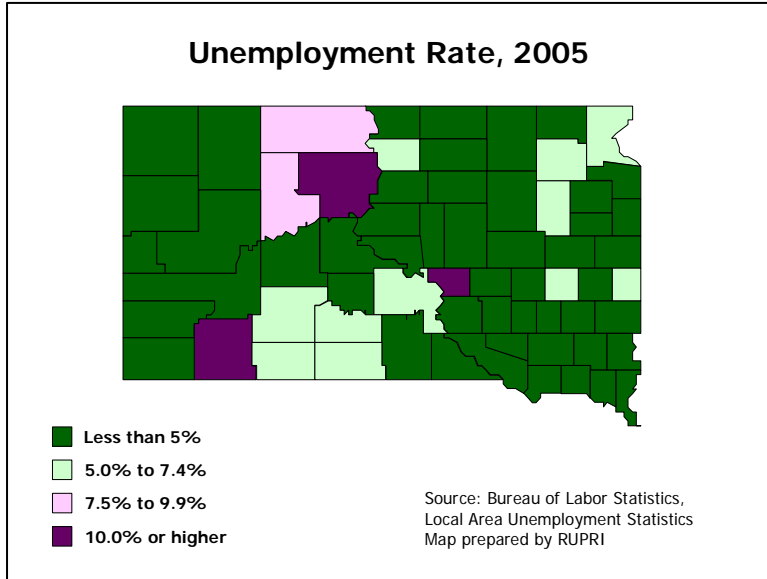 Unemployment Rate, 2005
Less than 5%
5.0% to 7.4%
7.5% to 9.9%
10.0% or higher
Source: Bureau of Labor Statistics,
Local Area Unemployment Statistics
Map prepared by RUPRI